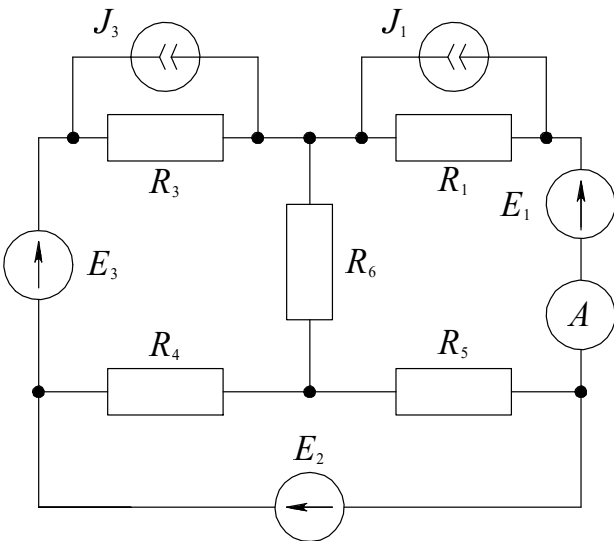 J₃ J₁
R₃ R₁
E₁
E₃ R₆
A
R₄ R₅
E₂